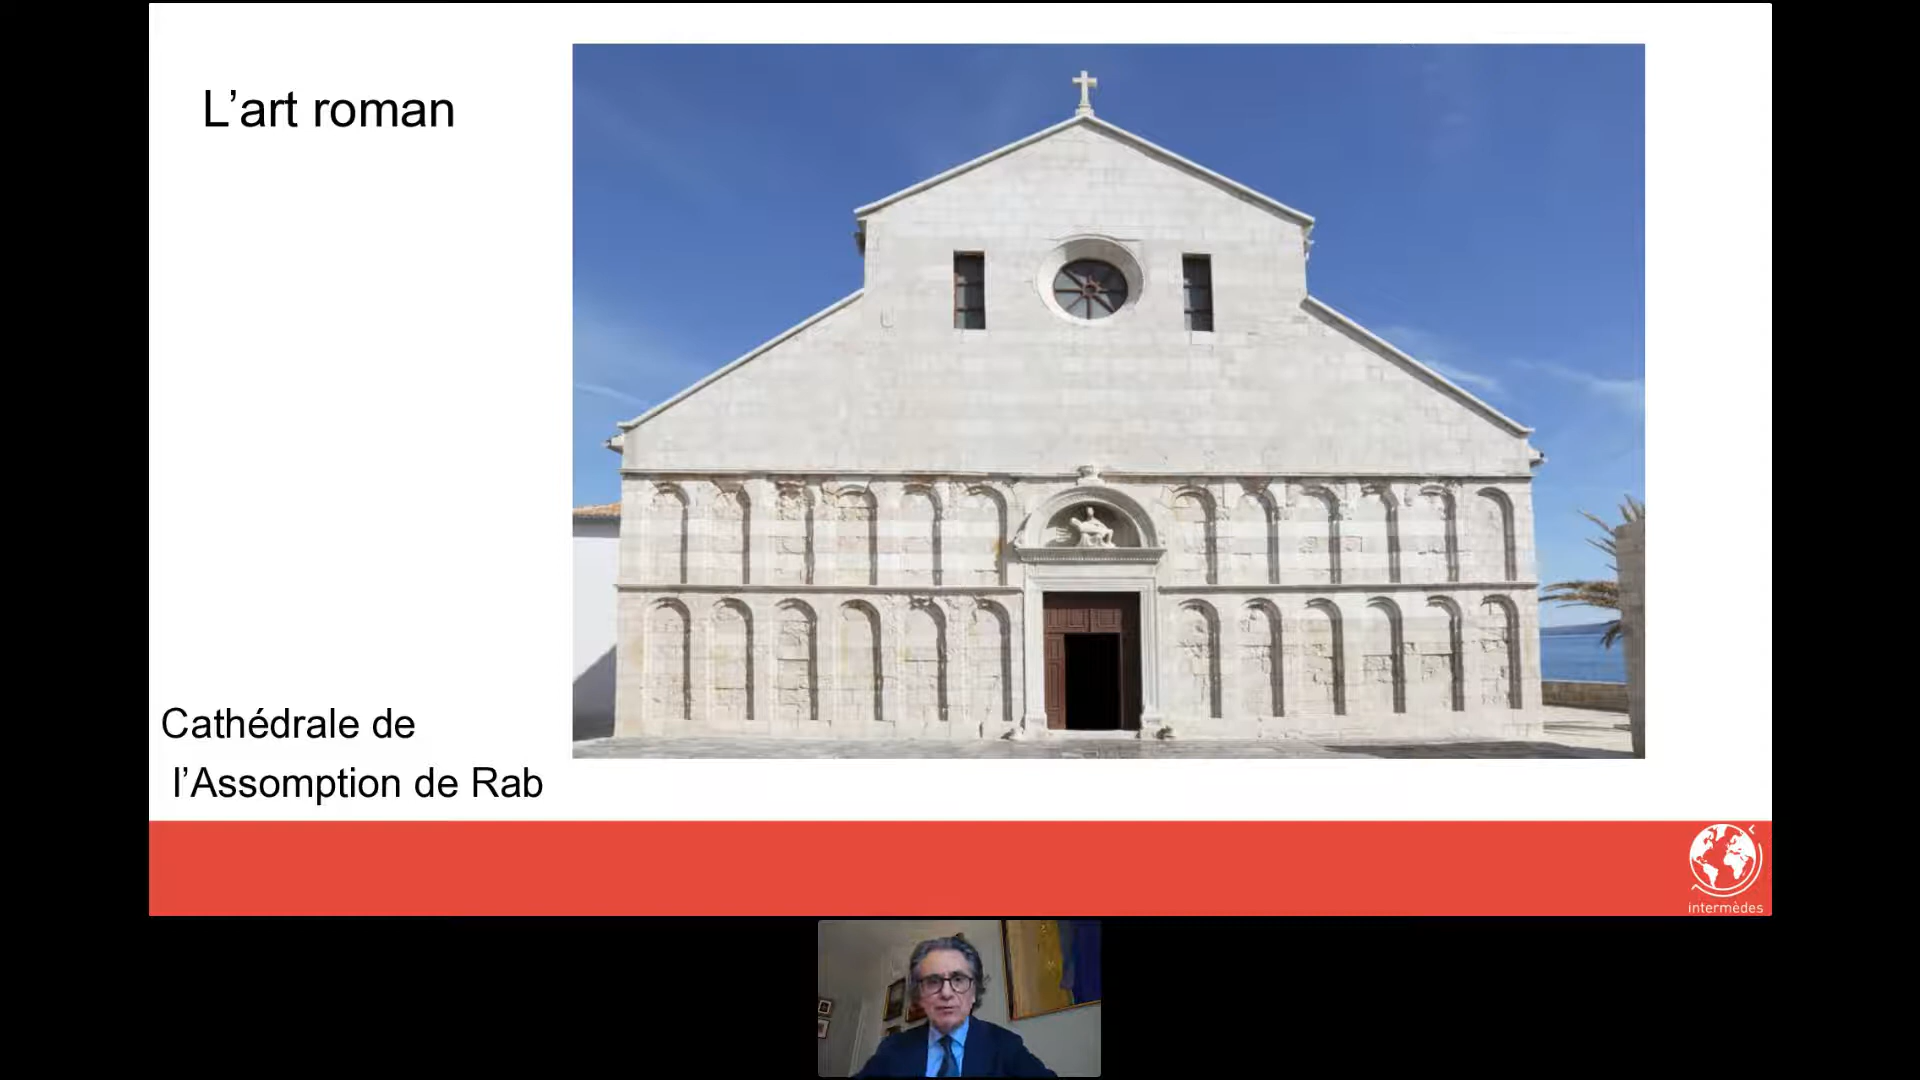 L’art roman
Cathédrale de
l’Assomption de Rab
intermèdes